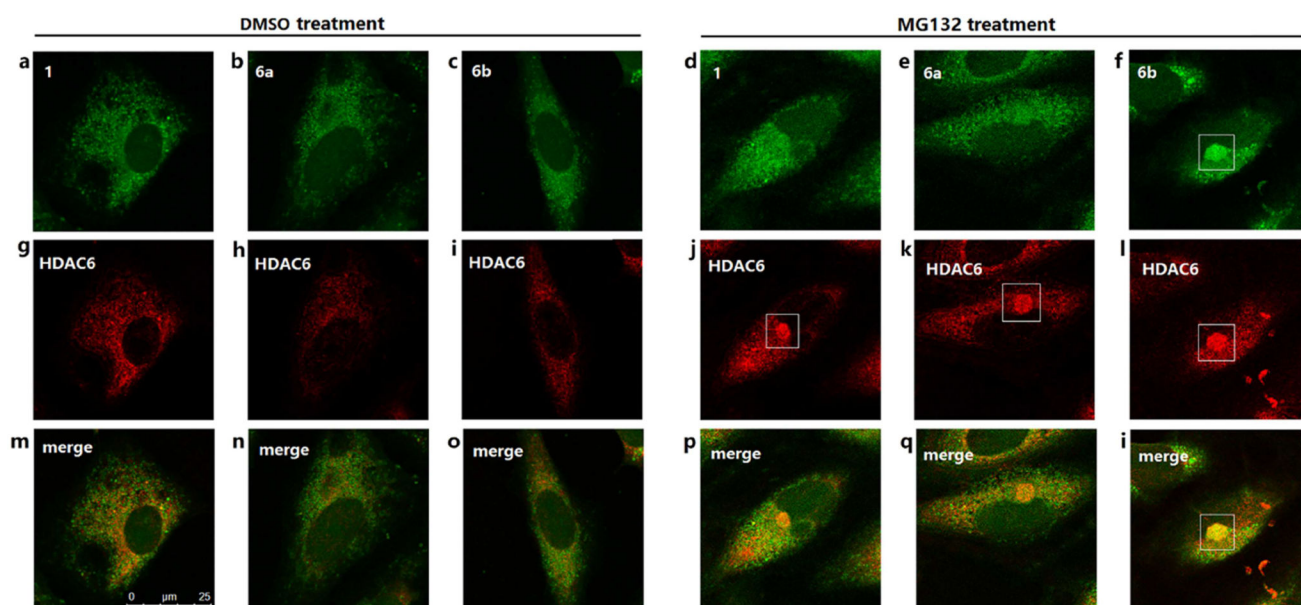 DMSO treatment MG132 treatment
a 1 b 6a c 6b d 1 e 6a f 6b
g HDAC6 h HDAC6 i HDAC6 j HDAC6 k HDAC6 l HDAC6
m merge n merge o merge p merge q merge i merge
0 µm 25